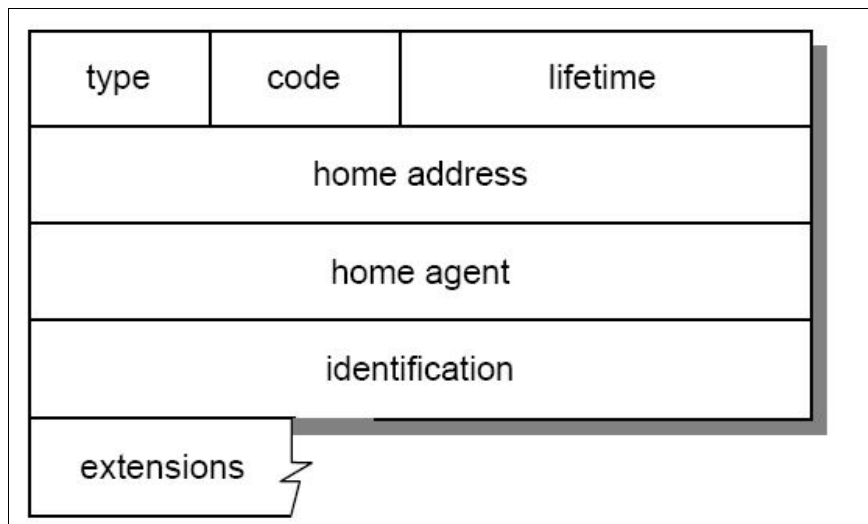 type code lifetime
home address
home agent
identification
extensions